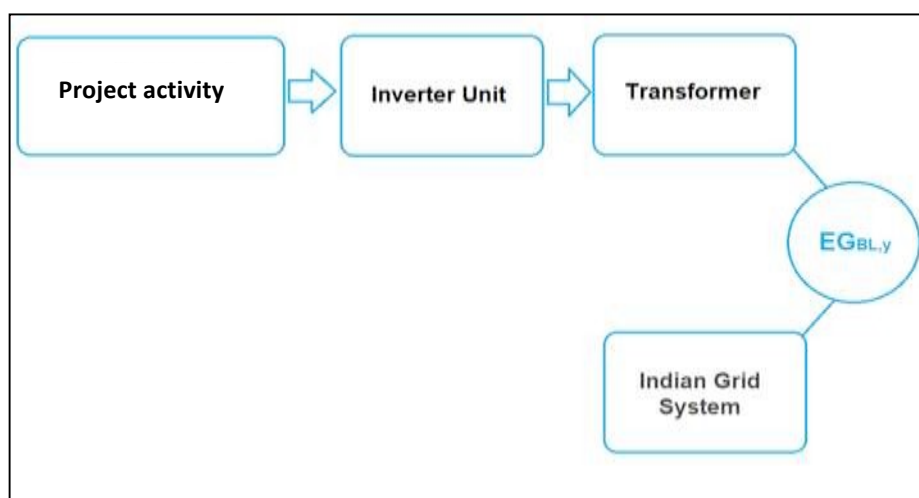 Project activity
Inverter Unit
Transformer
EGBL,y
Indian Grid
System